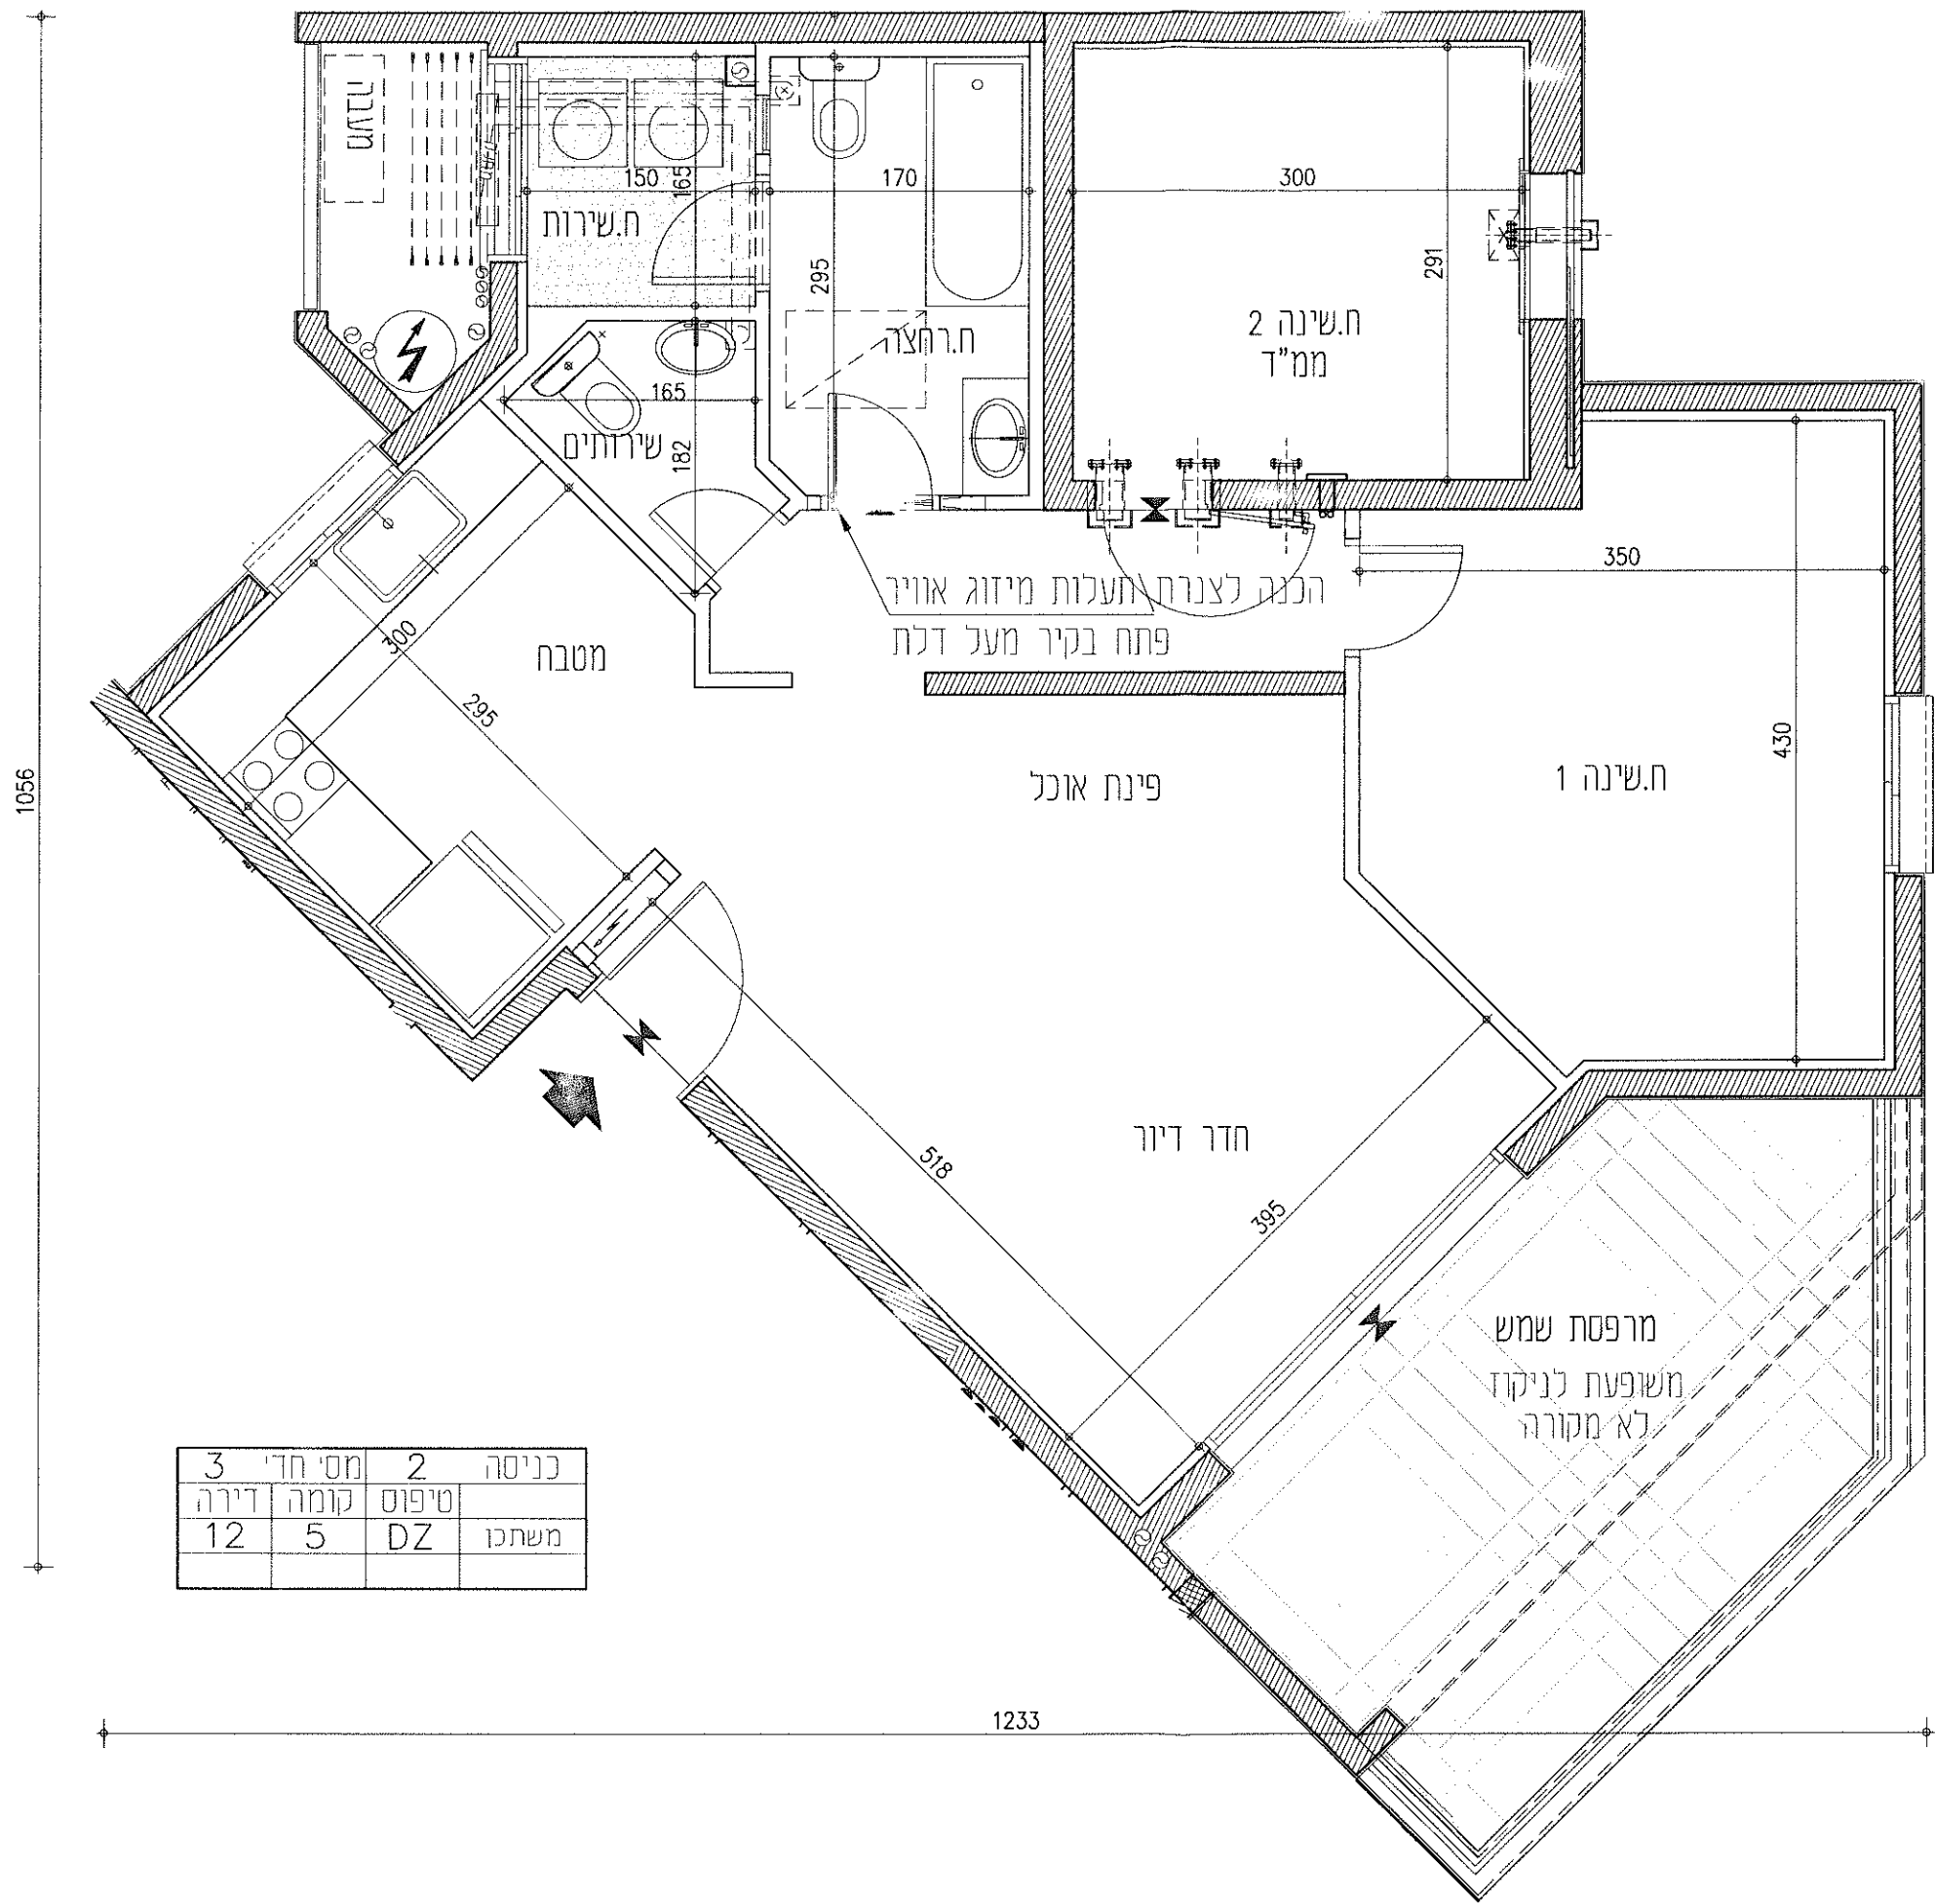 מעבה
150
165
170
300
ח.שירות
295
291
ח.רחצה
ח.שינה 2
ממ"ד
165
שירותים
182
350
הכנה לצנרת\תעלות מיזוג אוויר
פתח בקיר מעל דלת
300
מטבח
295
430
1056
פינת אוכל
ח.שינה 1
518
חדר דיור
395
מרפסת שמש
משופעת לניקוז
לא מקורה
כניסה 2 מס' חד' 3
טיפוס קומה דירה
משתכן DZ 5 12
1233